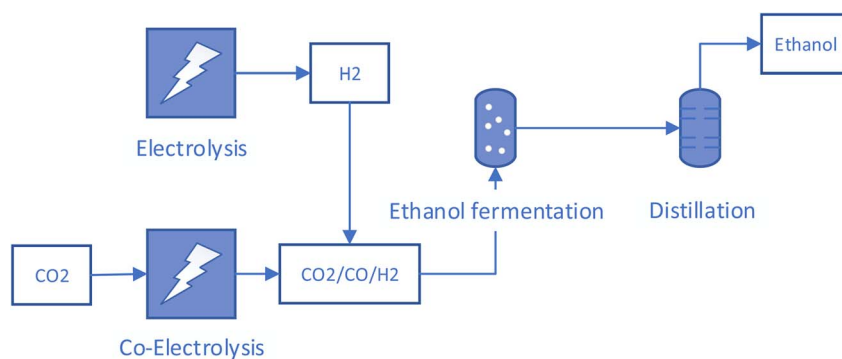 Ethanol
H2
Electrolysis
Ethanol fermentation
Distillation
CO2
CO2/CO/H2
Co-Electrolysis